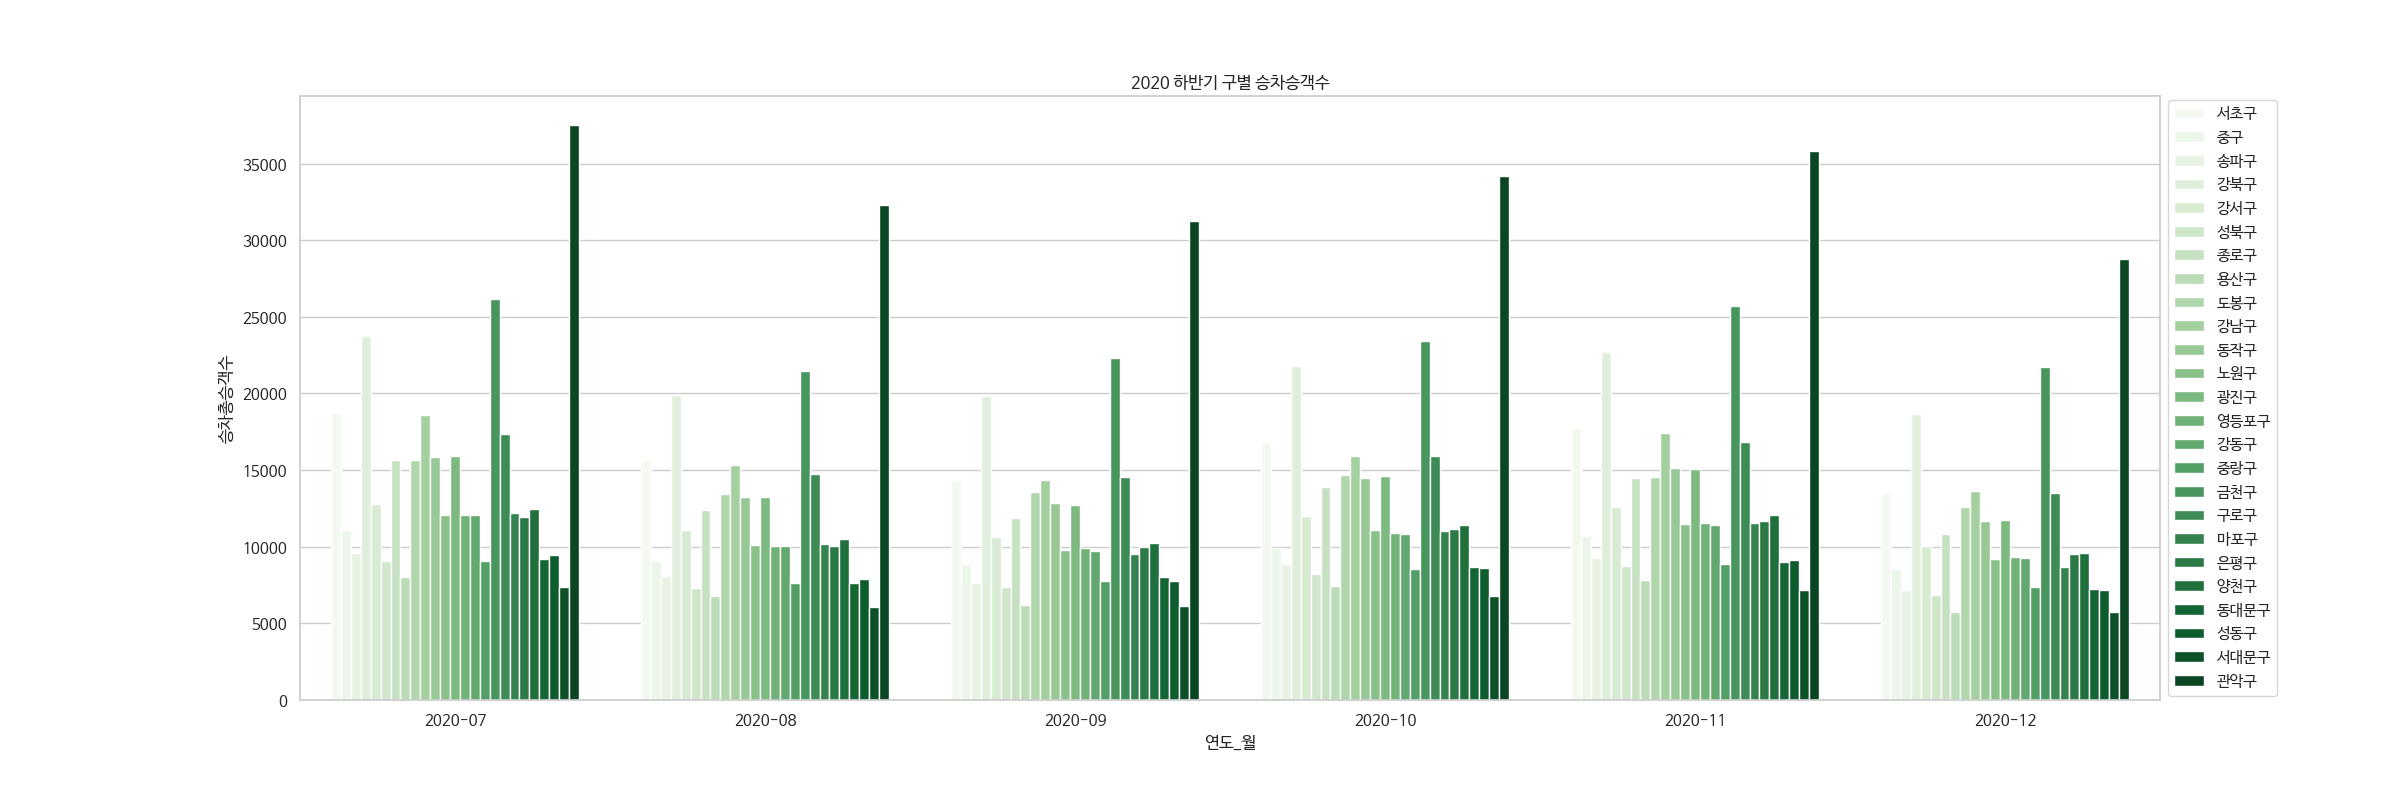 2020 하반기 구별 승차승객수
승차총승객수
35000
30000
25000
20000
15000
10000
5000
0
2020-07
2020-08
2020-09
2020-10
2020-11
2020-12
연도_월
서초구
중구
송파구
강북구
강서구
성북구
종로구
용산구
도봉구
강남구
동작구
노원구
광진구
영등포구
강동구
중랑구
금천구
구로구
마포구
은평구
양천구
동대문구
성동구
서대문구
관악구